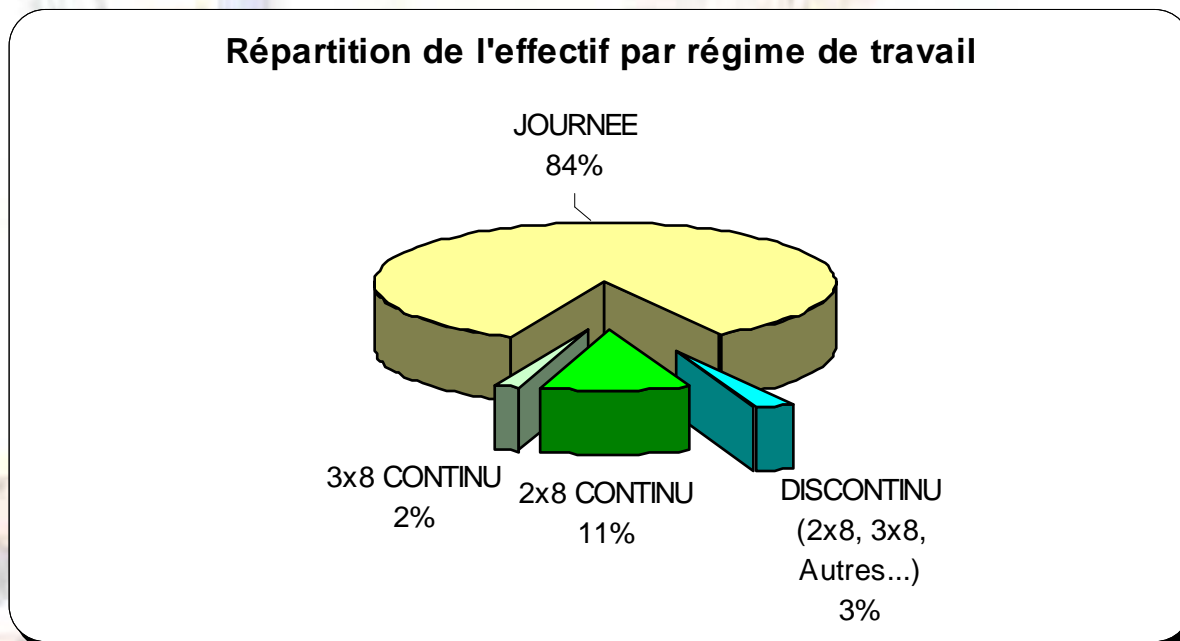 Répartition de l'effectif par régime de travail
JOURNEE
84%
3x8 CONTINU
2%
2x8 CONTINU
11%
DISCONTINU
(2x8, 3x8,
Autres...)
3%